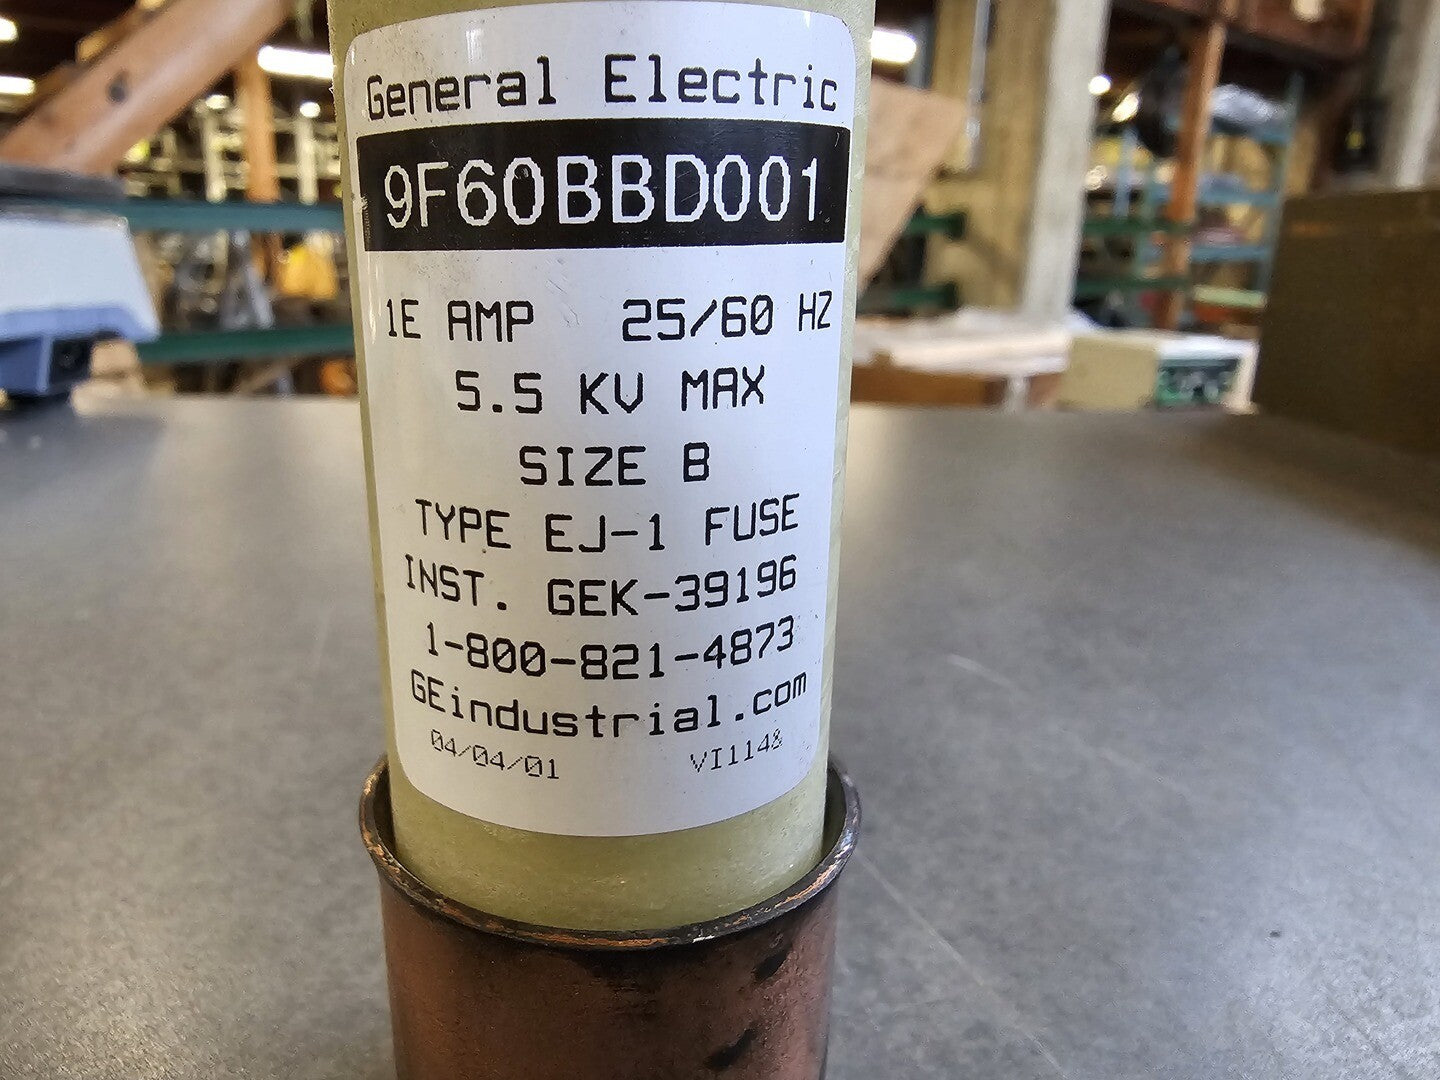 General Electric
9F60BBD001
1E AMP 25/60 HZ
5.5 KV MAX
SIZE B
TYPE EJ-1 FUSE
INST. GEK-39196
1-800-821-4873
GEindustrial.com
04/04/01 VI1148